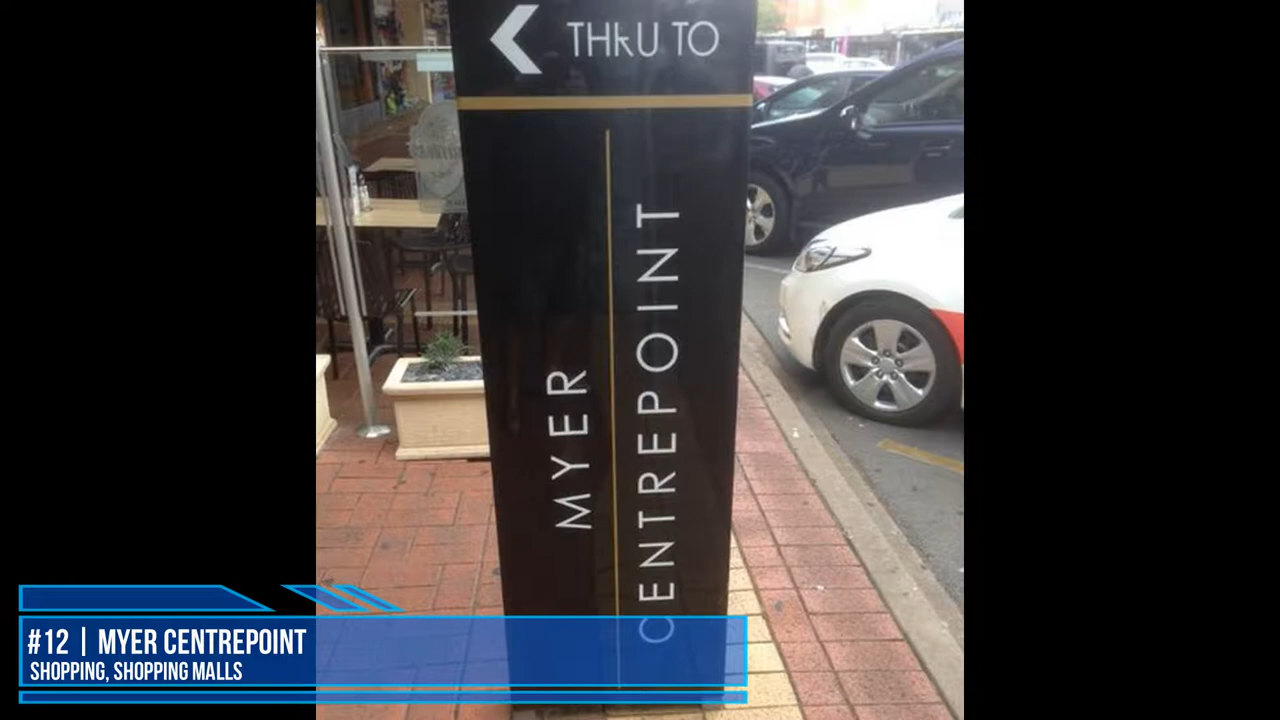 THRU TO
MYER
CENTREPOINT
#12 | MYER CENTREPOINT
SHOPPING, SHOPPING MALLS